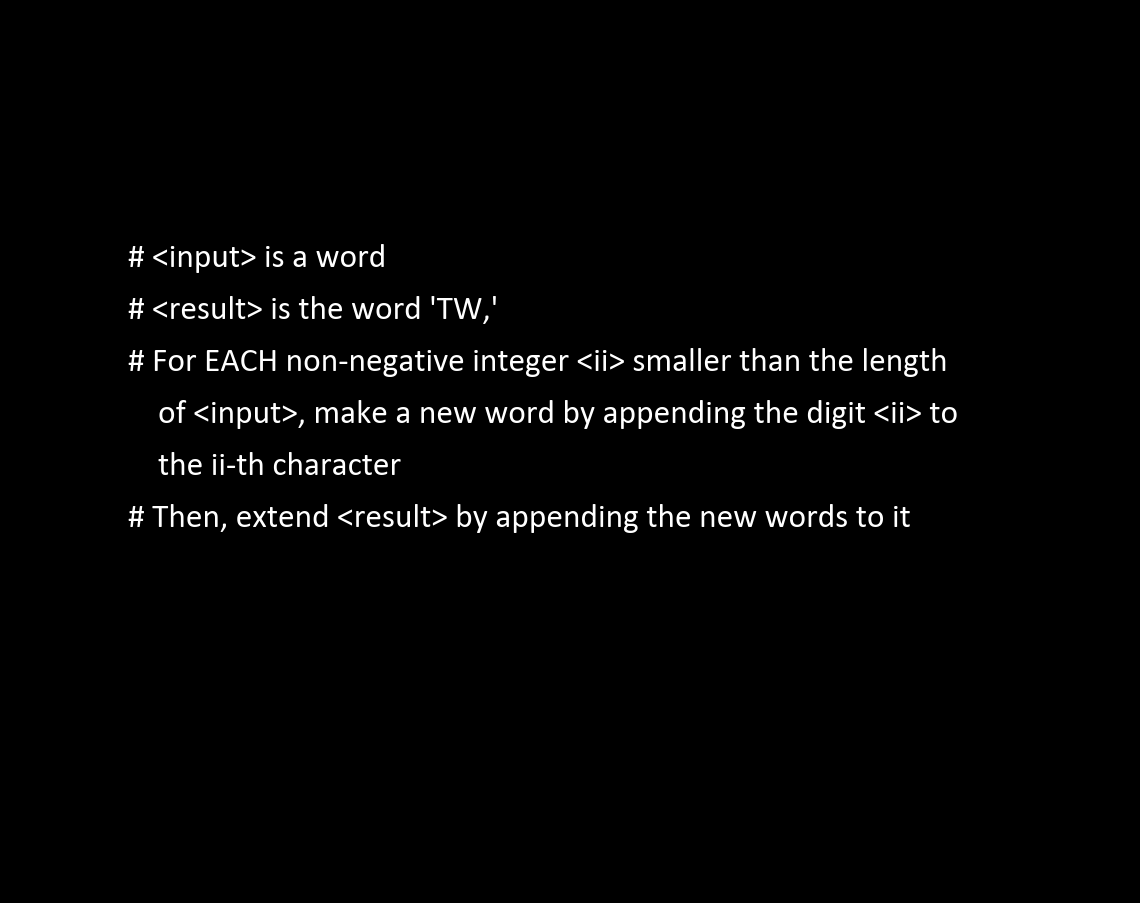 # <input> is a word
# <result> is the word 'TW,'
# For EACH non-negative integer <ii> smaller than the length
of <input>, make a new word by appending the digit <ii> to
the ii-th character
# Then, extend <result> by appending the new words to it